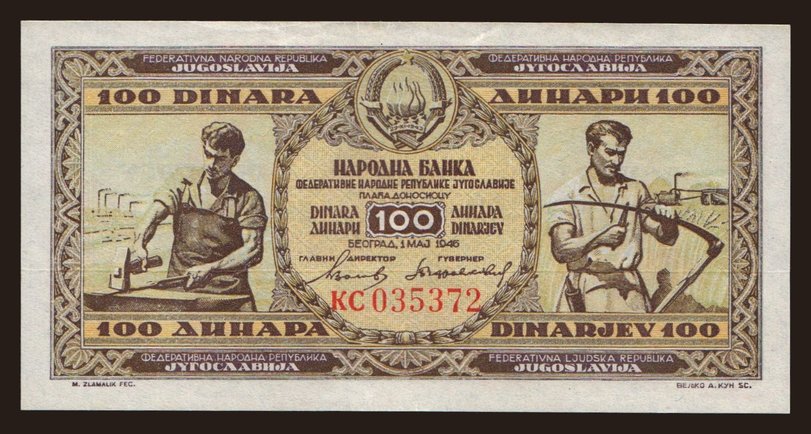 FEDERATIVNA NARODNA REPUBLIKA
JUGOSLAVIJA
ФЕДЕРАТИВНА НАРОДНА РЕПУБЛИКА
ЈУГОСЛАВИЈА
100 DINARA
ДИНАРИ 100
НАРОДНА БАНКА
ФЕДЕРАТИВНЕ НАРОДНЕ РЕПУБЛИКЕ ЈУГОСЛАВИЈЕ
ПЛАЋА ДОНОСИОЦУ
DINARA 100 ДИНАРА
ДИНАРИ DINARJEV
БЕОГРАД, 1 МАЈ 1946
ГЛАВНИ ДИРЕКТОР ГУВЕРНЕР
КС 035372
100 ДИНАРА
DINARJEV 100
ФЕДЕРАТИВНА НАРОДНА РЕПУБЛИКА
ЈУГОСЛАВИЈА
FEDERATIVNA LJUDSKA REPUBLIKA
JUGOSLAVIJA
M. ZLAMALIK FEC.
ВЕЉКО А. КУН SC.